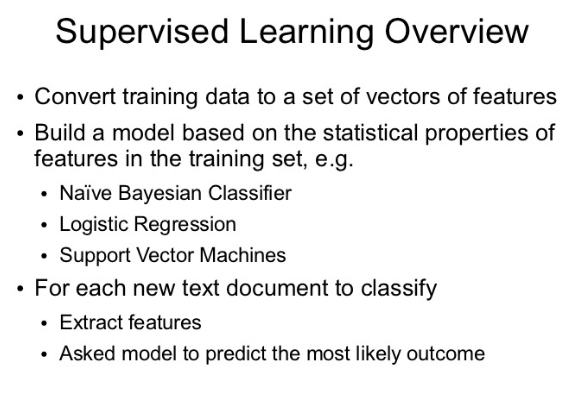 Supervised Learning Overview
• Convert training data to a set of vectors of features
• Build a model based on the statistical properties of
features in the training set, e.g.
• Naïve Bayesian Classifier
• Logistic Regression
• Support Vector Machines
• For each new text document to classify
• Extract features
• Asked model to predict the most likely outcome